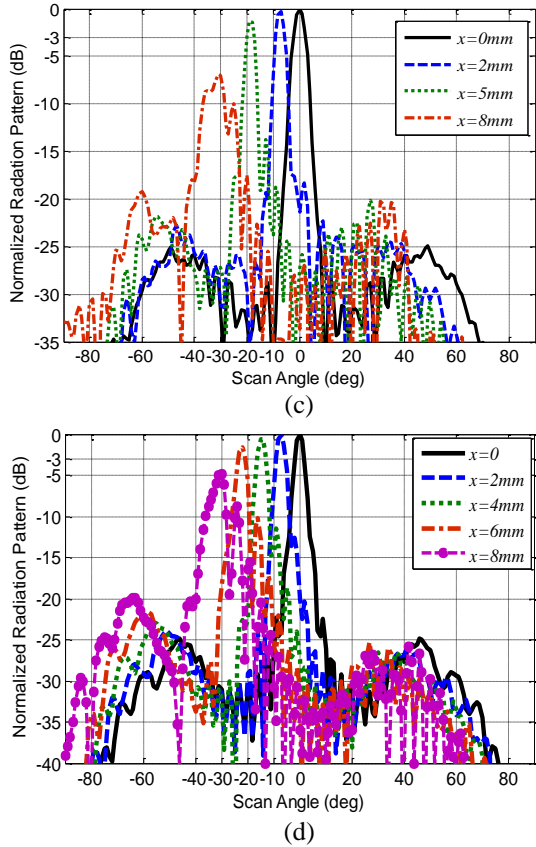 0
-3
-5
-10
-15
-20
-25
-30
-35
Normalized Radation Pattern (dB)
x=0mm
x=2mm
x=5mm
x=8mm
-80 -60 -40 -30 -20 -10 0 20 40 60 80
Scan Angle (deg)
(c)
0
-3
-5
-10
-15
-20
-25
-30
-35
-40
Normalized Radiation Pattern (dB)
x=0
x=2mm
x=4mm
x=6mm
x=8mm
-80 -60 -40 -30 -20 -10 0 20 40 60 80
Scan Angle (deg)
(d)